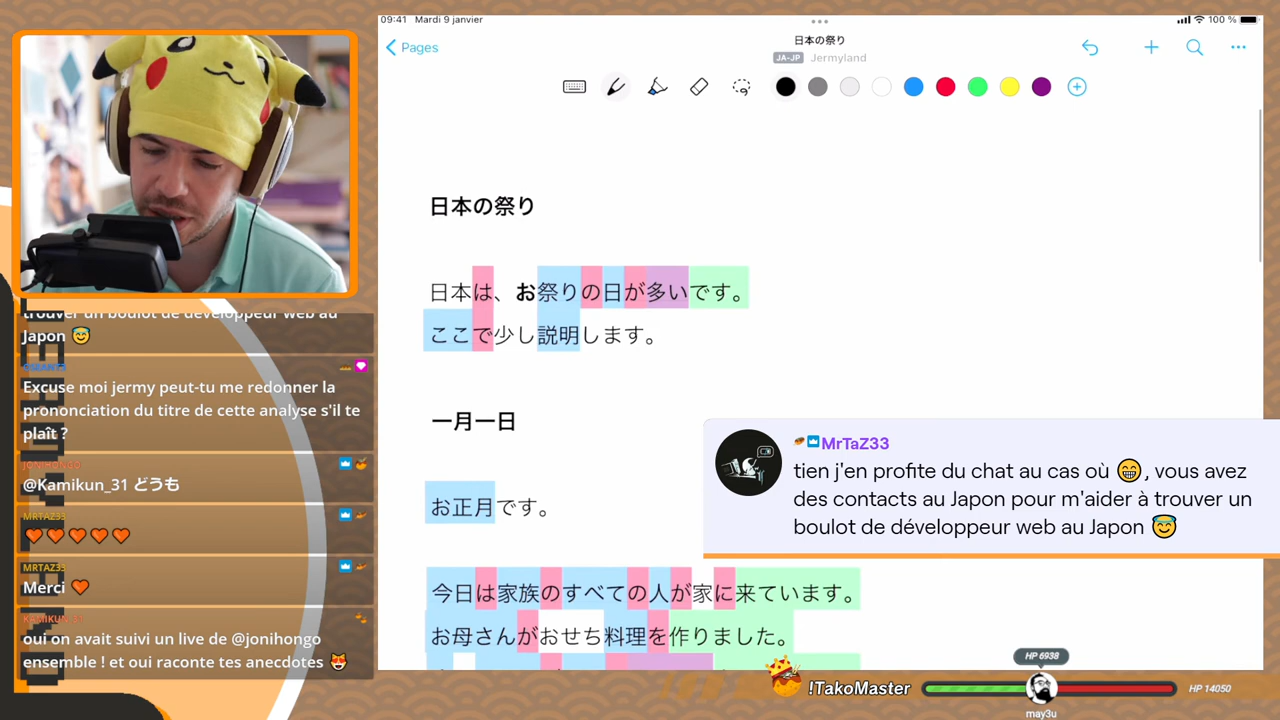 09:41 Mardi 9 janvier
100 %
Pages
日本の祭り
JA-JP Jermyland
日本の祭り
日本は、お祭りの日が多いです。
ここで少し説明します。
一月一日
お正月です。
今日は家族のすべての人が家に来ています。
お母さんがおせち料理を作りました。
trouver un boulot de développeur web au
Japon 😇
Excuse moi jermy peut-tu me redonner la
prononciation du titre de cette analyse s'il te
plaît ?
JONIHONGO
@Kamikun_31 どうも
MRTAZ33
🧡🧡🧡🧡🧡
MRTAZ33
Merci 🧡
KAMIKUN_31
oui on avait suivi un live de @jonihongo
ensemble ! et oui raconte tes anecdotes 😻
MrTaZ33
tien j'en profite du chat au cas où 😁, vous avez
des contacts au Japon pour m'aider à trouver un
boulot de développeur web au Japon 😇
!TakoMaster
HP 6938
HP 14050
may3u